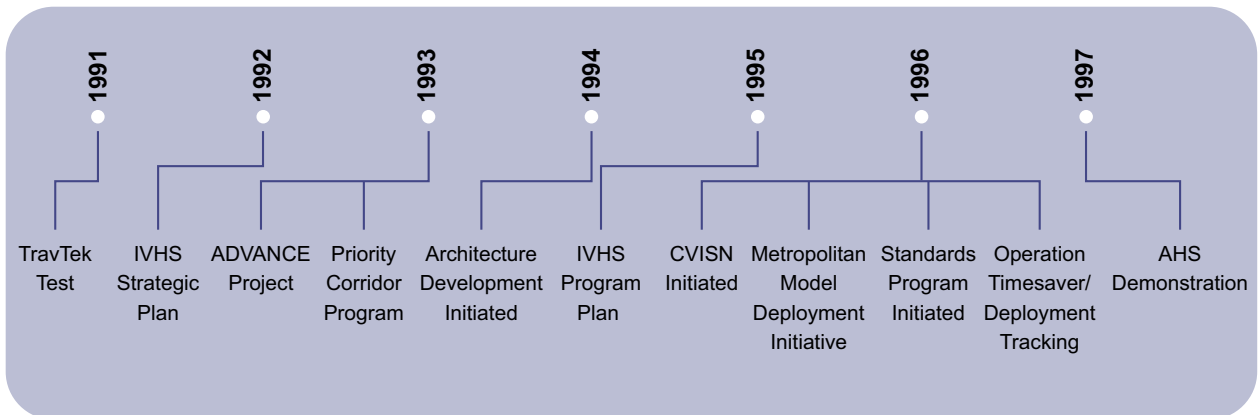 1991
1992
1993
1994
1995
1996
1997
TravTek
Test
IVHS
Strategic
Plan
ADVANCE
Project
Priority
Corridor
Program
Architecture
Development
Initiated
IVHS
Program
Plan
CVISN
Initiated
Metropolitan
Model
Deployment
Initiative
Standards
Program
Initiated
Operation
Timesaver/
Deployment
Tracking
AHS
Demonstration